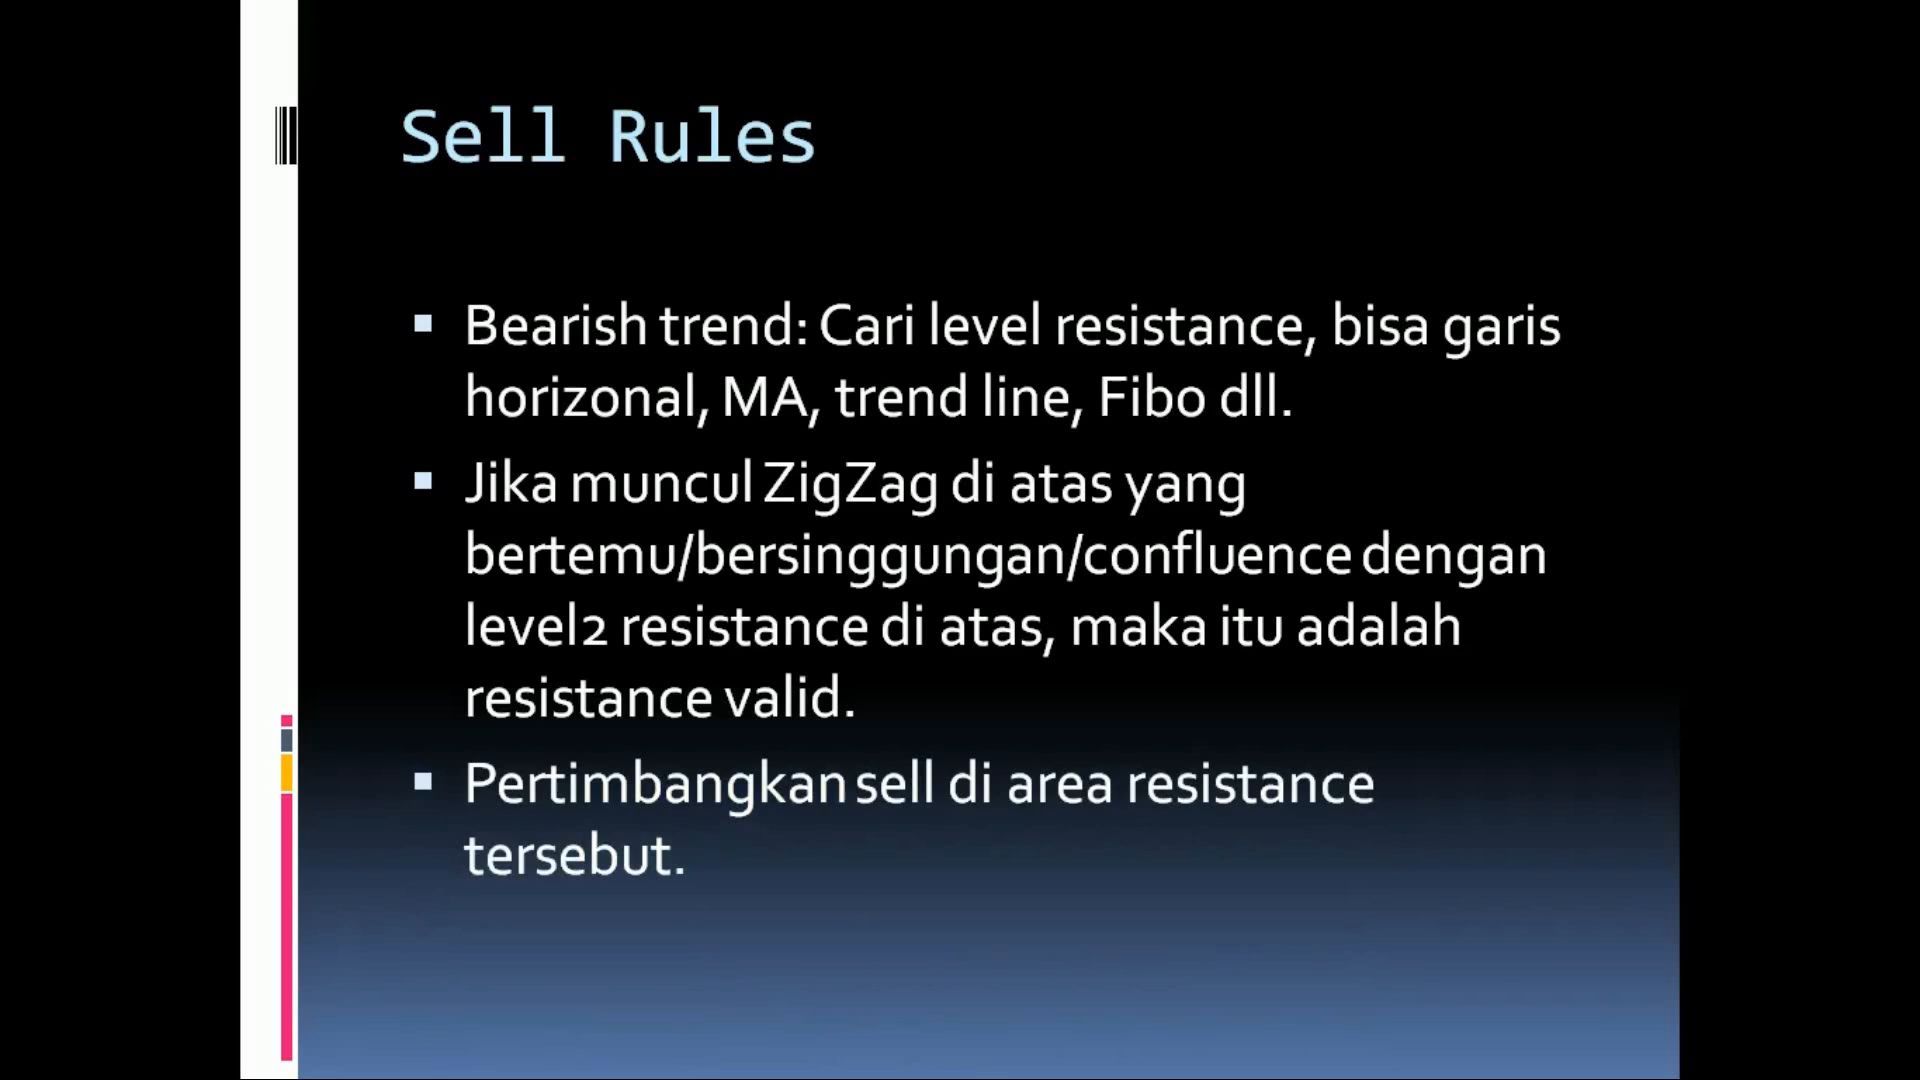 Sell Rules
Bearish trend: Cari level resistance, bisa garis
horizonal, MA, trend line, Fibo dll.
Jika muncul ZigZag di atas yang
bertemu/bersinggungan/confluence dengan
level2 resistance di atas, maka itu adalah
resistance valid.
Pertimbangkan sell di area resistance
tersebut.